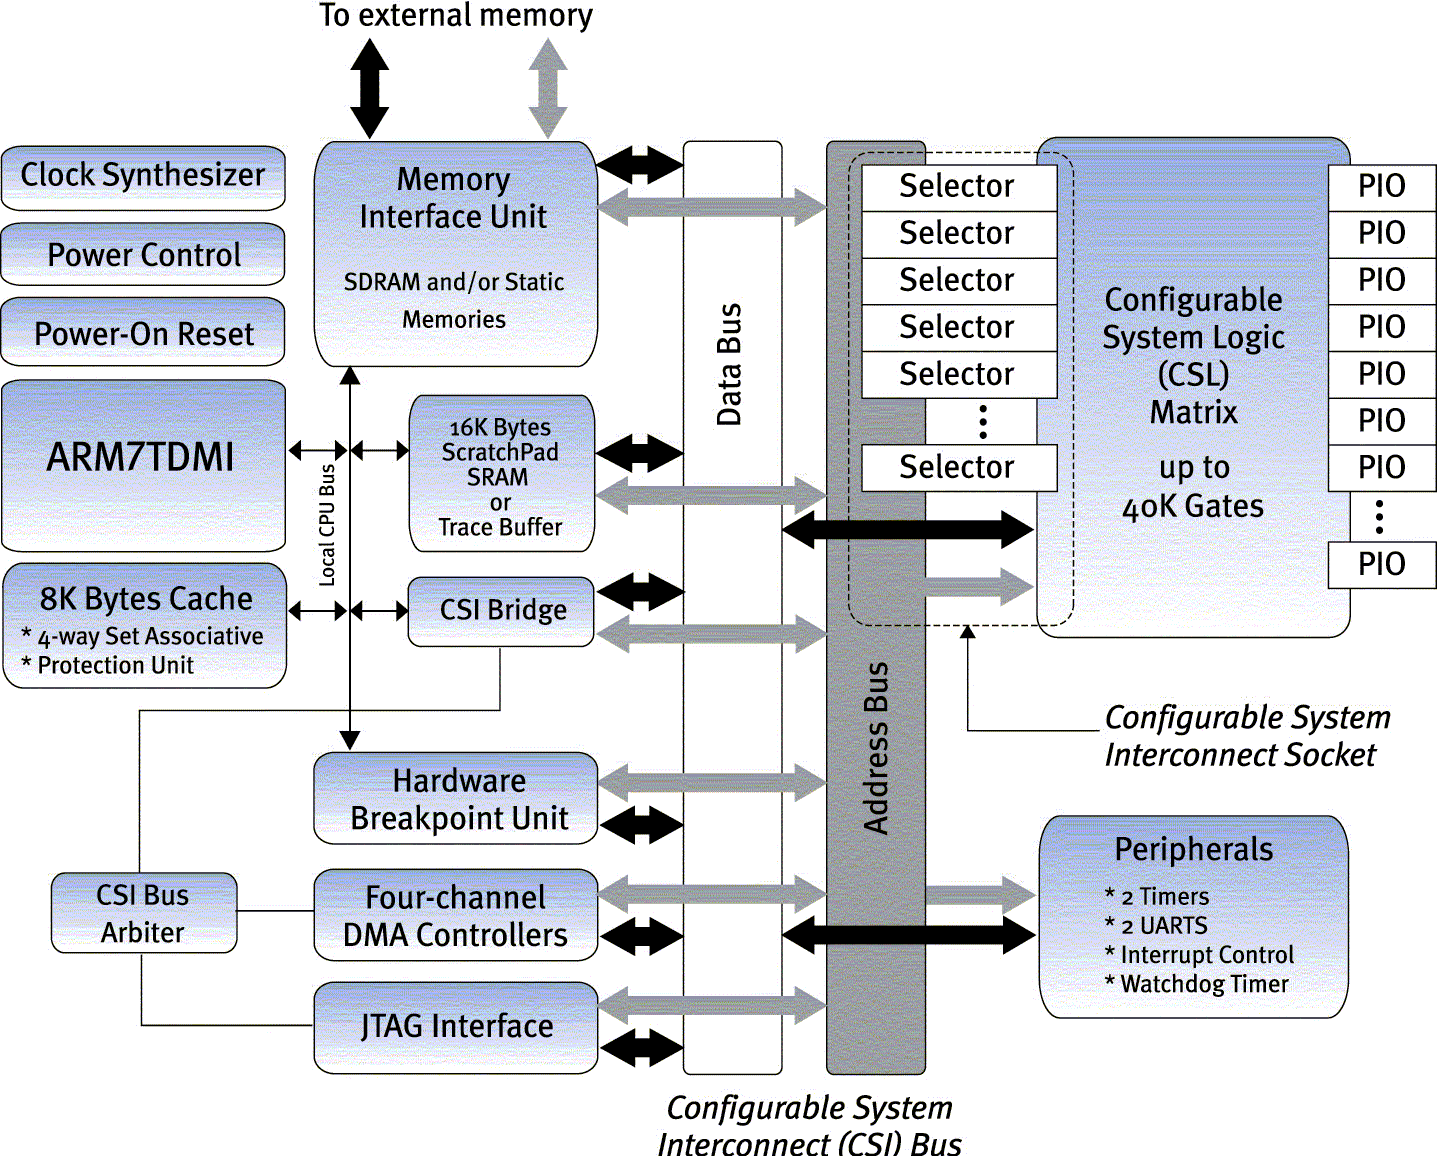 To external memory
Clock Synthesizer
Power Control
Power-On Reset
ARM7TDMI
8K Bytes Cache
* 4-way Set Associative
* Protection Unit
Memory
Interface Unit
SDRAM and/or Static
Memories
Local CPU Bus
16K Bytes
ScratchPad
SRAM
or
Trace Buffer
CSI Bridge
Hardware
Breakpoint Unit
CSI Bus
Arbiter
Four-channel
DMA Controllers
JTAG Interface
Data Bus
Address Bus
Selector
Selector
Selector
Selector
Selector
Selector
Configurable
System Logic
(CSL)
Matrix
up to
40K Gates
PIO
PIO
PIO
PIO
PIO
PIO
PIO
PIO
Configurable System
Interconnect Socket
Peripherals
* 2 Timers
* 2 UARTS
* Interrupt Control
* Watchdog Timer
Configurable System
Interconnect (CSI) Bus